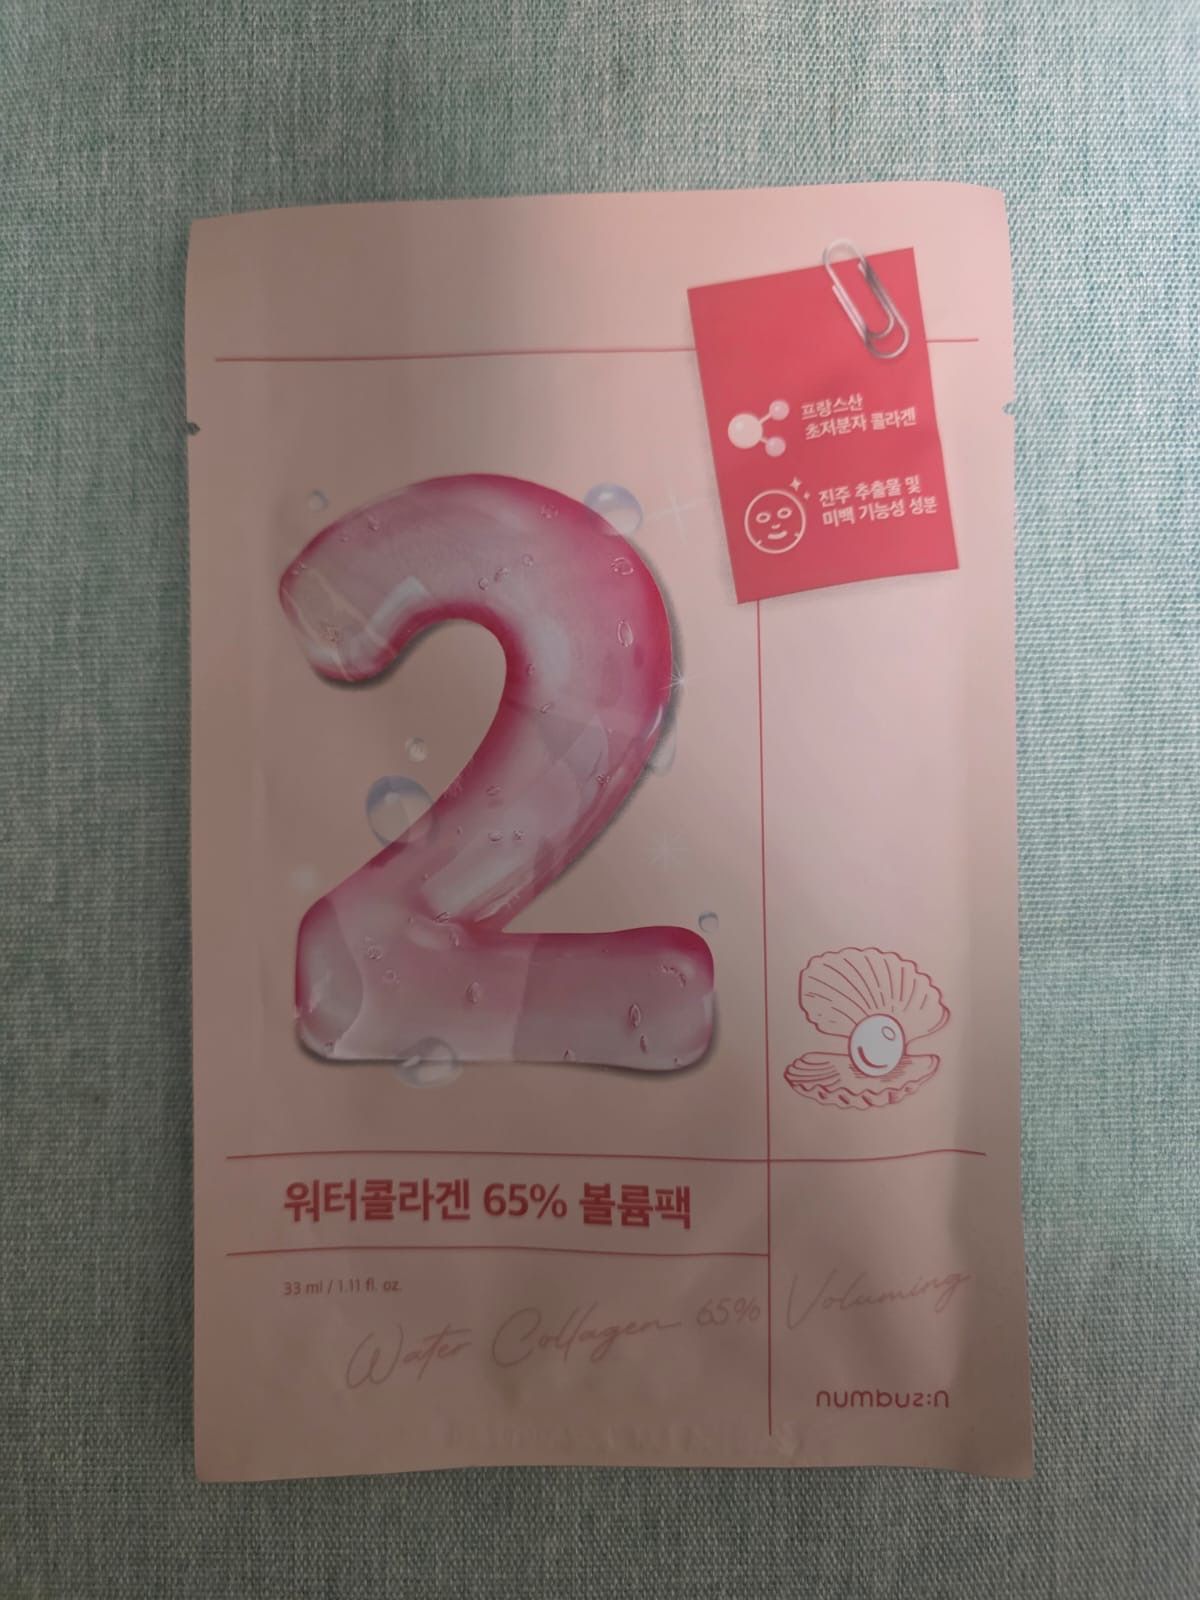 프랑스산
초저분자 콜라겐
진주 추출물 및
미백 기능성 성분
2
워터콜라겐 65% 볼륨팩
33 ml / 1.11 fl. oz.
Water Collagen 65% Voluming
numbuz:n